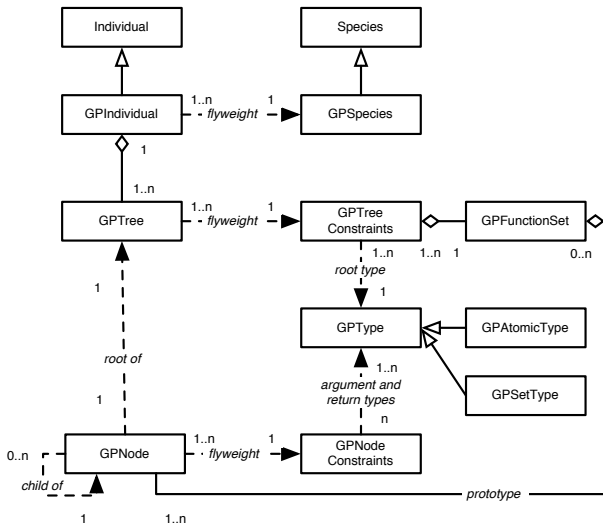 Individual
Species
GPIndividual
1..n
flyweight
1
GPSpecies
1
1..n
GPTree
1..n
flyweight
1
GPTree
Constraints
1..n
1
GPFunctionSet
0..n
1..n
root type
1
GPType
GPAtomicType
GPSetType
1
root of
1
1..n
argument and
return types
n
GPNode
1..n
flyweight
1
GPNode
Constraints
0..n
child of
1
1..n
prototype